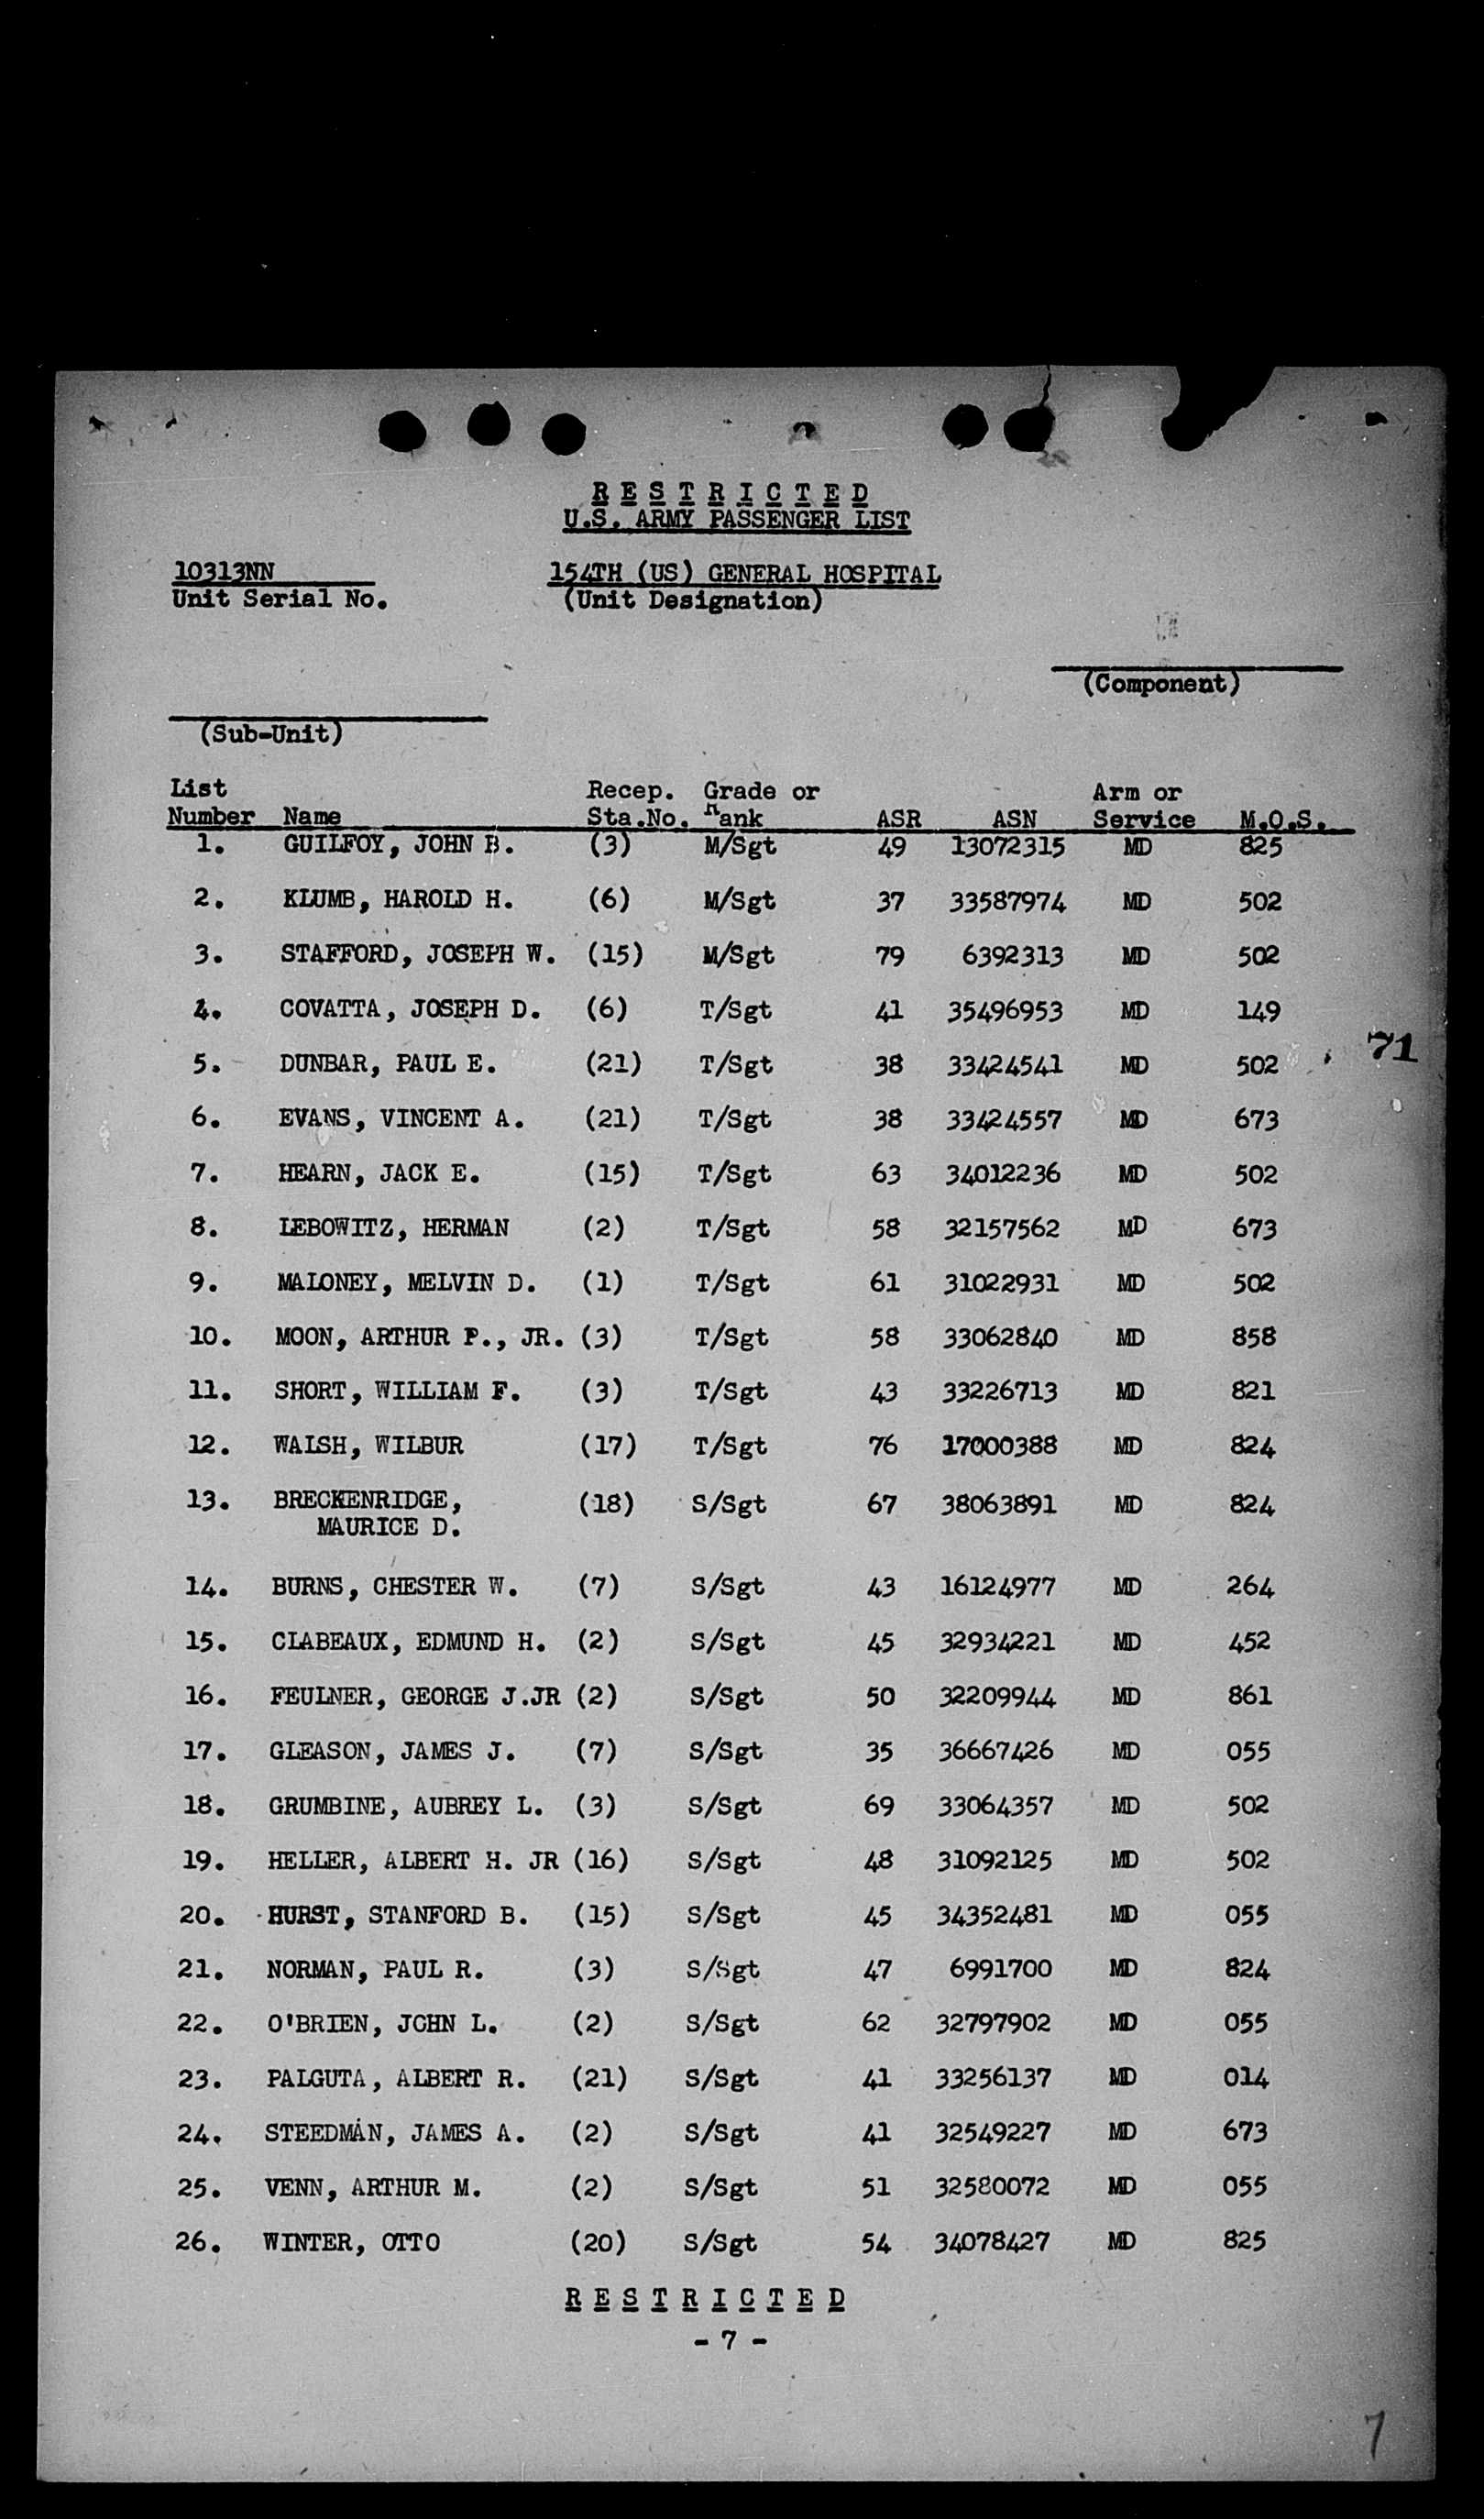 RESTRICTED
U.S. ARMY PASSENGER LIST
10313NN 154TH (US) GENERAL HOSPITAL
Unit Serial No. (Unit Designation)
(Component)
(Sub-Unit)
List Recep. Grade or Arm or
Number Name Sta.No. Rank ASR ASN Service M.O.S.
1. GUILFOY, JOHN B. (3) M/Sgt 49 13072315 MD 825
2. KLUMB, HAROLD H. (6) M/Sgt 37 33587974 MD 502
3. STAFFORD, JOSEPH W. (15) M/Sgt 79 6392313 MD 502
4. COVATTA, JOSEPH D. (6) T/Sgt 41 35496953 MD 149
71
5. DUNBAR, PAUL E. (21) T/Sgt 38 33424541 MD 502
6. EVANS, VINCENT A. (21) T/Sgt 38 33424557 MD 673
7. HEARN, JACK E. (15) T/Sgt 63 34012236 MD 502
8. LEBOWITZ, HERMAN (2) T/Sgt 58 32157562 MD 673
9. MALONEY, MELVIN D. (1) T/Sgt 61 31022931 MD 502
10. MOON, ARTHUR P., JR. (3) T/Sgt 58 33062840 MD 858
11. SHORT, WILLIAM F. (3) T/Sgt 43 33226713 MD 821
12. WALSH, WILBUR (17) T/Sgt 76 17000388 MD 824
13. BRECKENRIDGE, (18) S/Sgt 67 38063891 MD 824
MAURICE D.
14. BURNS, CHESTER W. (7) S/Sgt 43 16124977 MD 264
15. CLABEAUX, EDMUND H. (2) S/Sgt 45 32934221 MD 452
16. FEULNER, GEORGE J.JR (2) S/Sgt 50 32209944 MD 861
17. GLEASON, JAMES J. (7) S/Sgt 35 36667426 MD 055
18. GRUMBINE, AUBREY L. (3) S/Sgt 69 33064357 MD 502
19. HELLER, ALBERT H. JR (16) S/Sgt 48 31092125 MD 502
20. HURST, STANFORD B. (15) S/Sgt 45 34352481 MD 055
21. NORMAN, PAUL R. (3) S/Sgt 47 6991700 MD 824
22. O'BRIEN, JOHN L. (2) S/Sgt 62 32797902 MD 055
23. PALGUTA, ALBERT R. (21) S/Sgt 41 33256137 MD 014
24. STEEDMAN, JAMES A. (2) S/Sgt 41 32549227 MD 673
25. VENN, ARTHUR M. (2) S/Sgt 51 32580072 MD 055
26. WINTER, OTTO (20) S/Sgt 54 34078427 MD 825
RESTRICTED
- 7 -
7